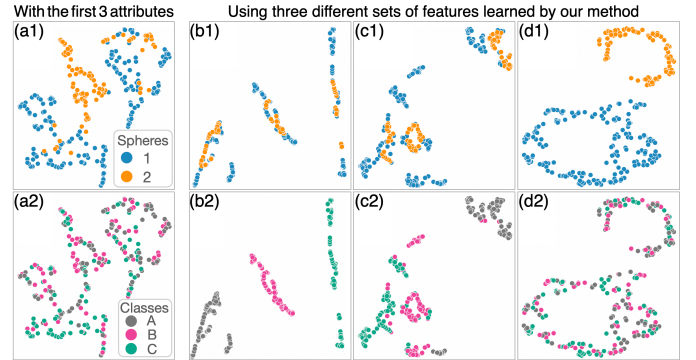 With the first 3 attributes
Using three different sets of features learned by our method
(a1)
(b1)
(c1)
(d1)
Spheres
1
2
(a2)
(b2)
(c2)
(d2)
Classes
A
B
C